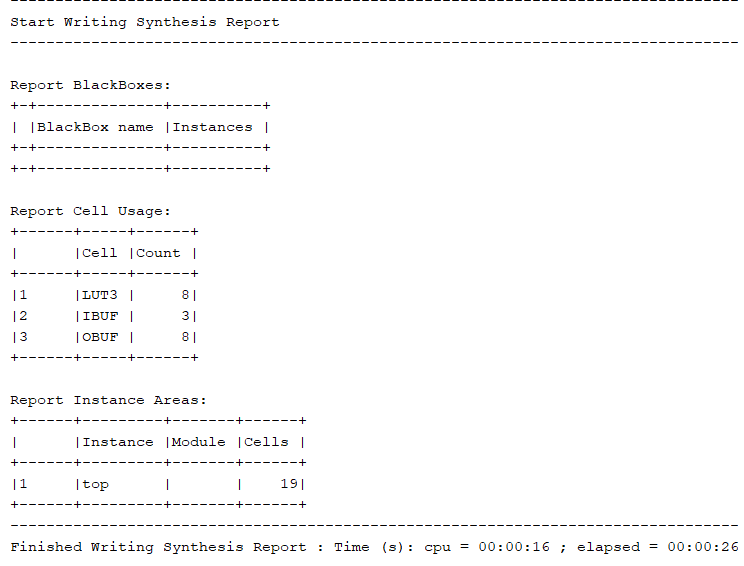 ---------------------------------------------------------------------------------
Start Writing Synthesis Report
---------------------------------------------------------------------------------

Report BlackBoxes:
+-+--------------+----------+
| |BlackBox name |Instances |
+-+--------------+----------+
+-+--------------+----------+

Report Cell Usage:
+------+-----+------+
|      |Cell |Count |
+------+-----+------+
|1     |LUT3 |     8|
|2     |IBUF |     3|
|3     |OBUF |     8|
+------+-----+------+

Report Instance Areas:
+------+---------+-------+------+
|      |Instance |Module |Cells |
+------+---------+-------+------+
|1     |top      |       |    19|
+------+---------+-------+------+
---------------------------------------------------------------------------------
Finished Writing Synthesis Report : Time (s): cpu = 00:00:16 ; elapsed = 00:00:26